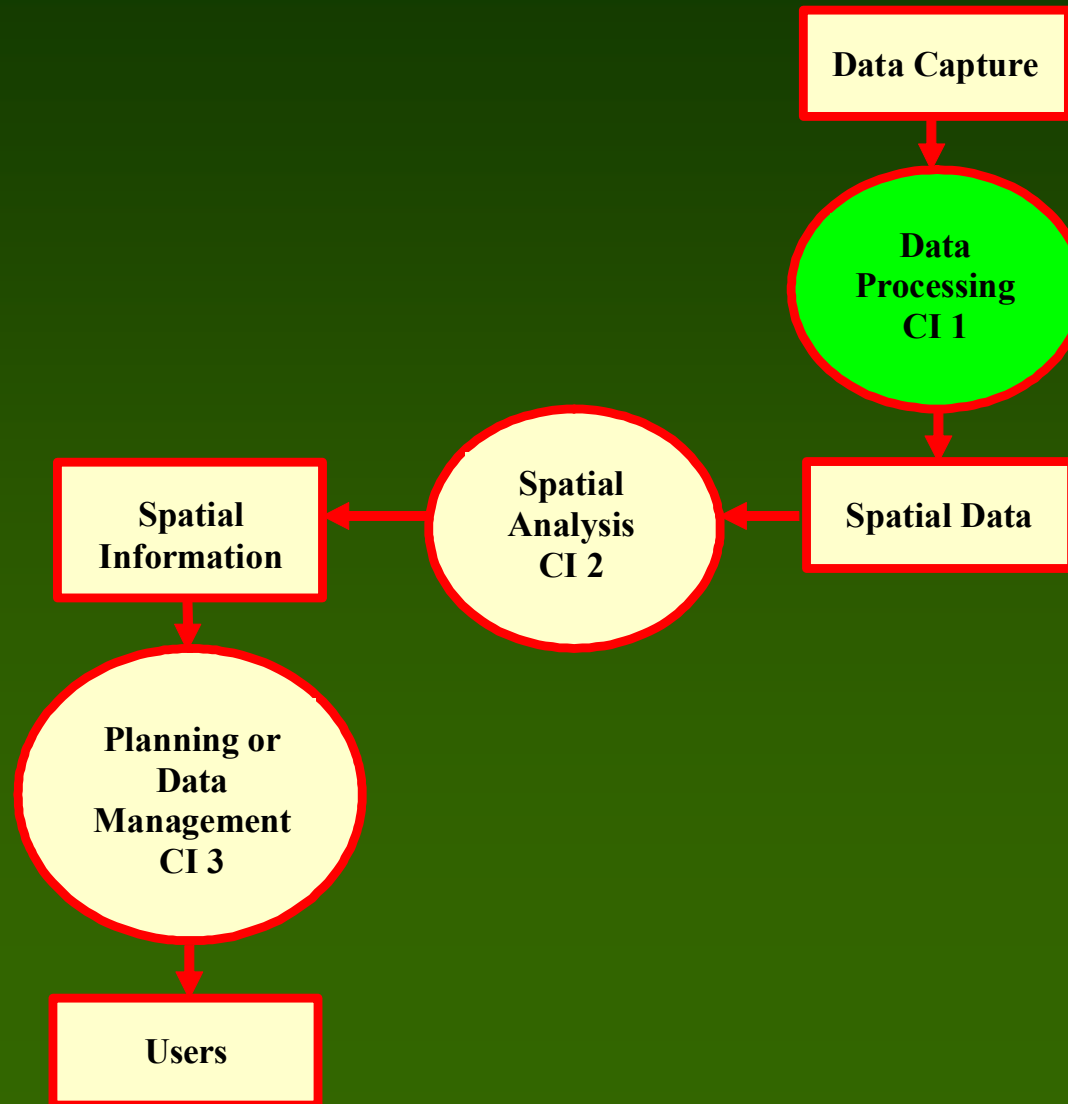 Data Capture
Data
Processing
CI 1
Spatial Data
Spatial
Analysis
CI 2
Spatial
Information
Planning or
Data
Management
CI 3
Users